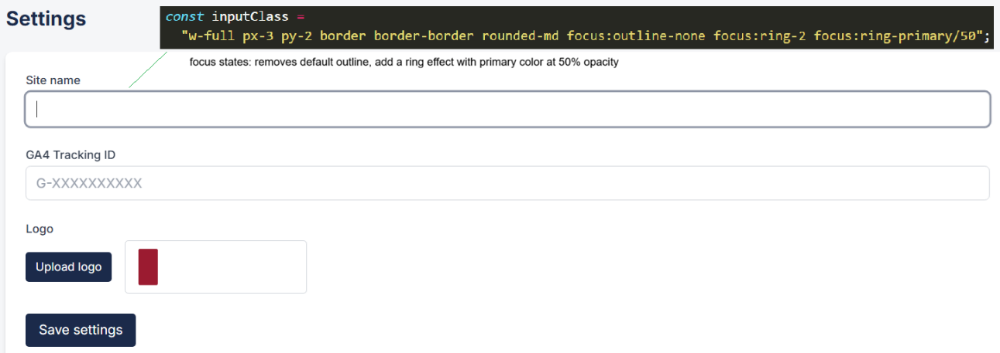 Settings
const inputClass =
"w-full px-3 py-2 border border-border rounded-md focus:outline-none focus:ring-2 focus:ring-primary/50";
focus states: removes default outline, add a ring effect with primary color at 50% opacity
Site name
GA4 Tracking ID
G-XXXXXXXXXX
Logo
Upload logo
Save settings